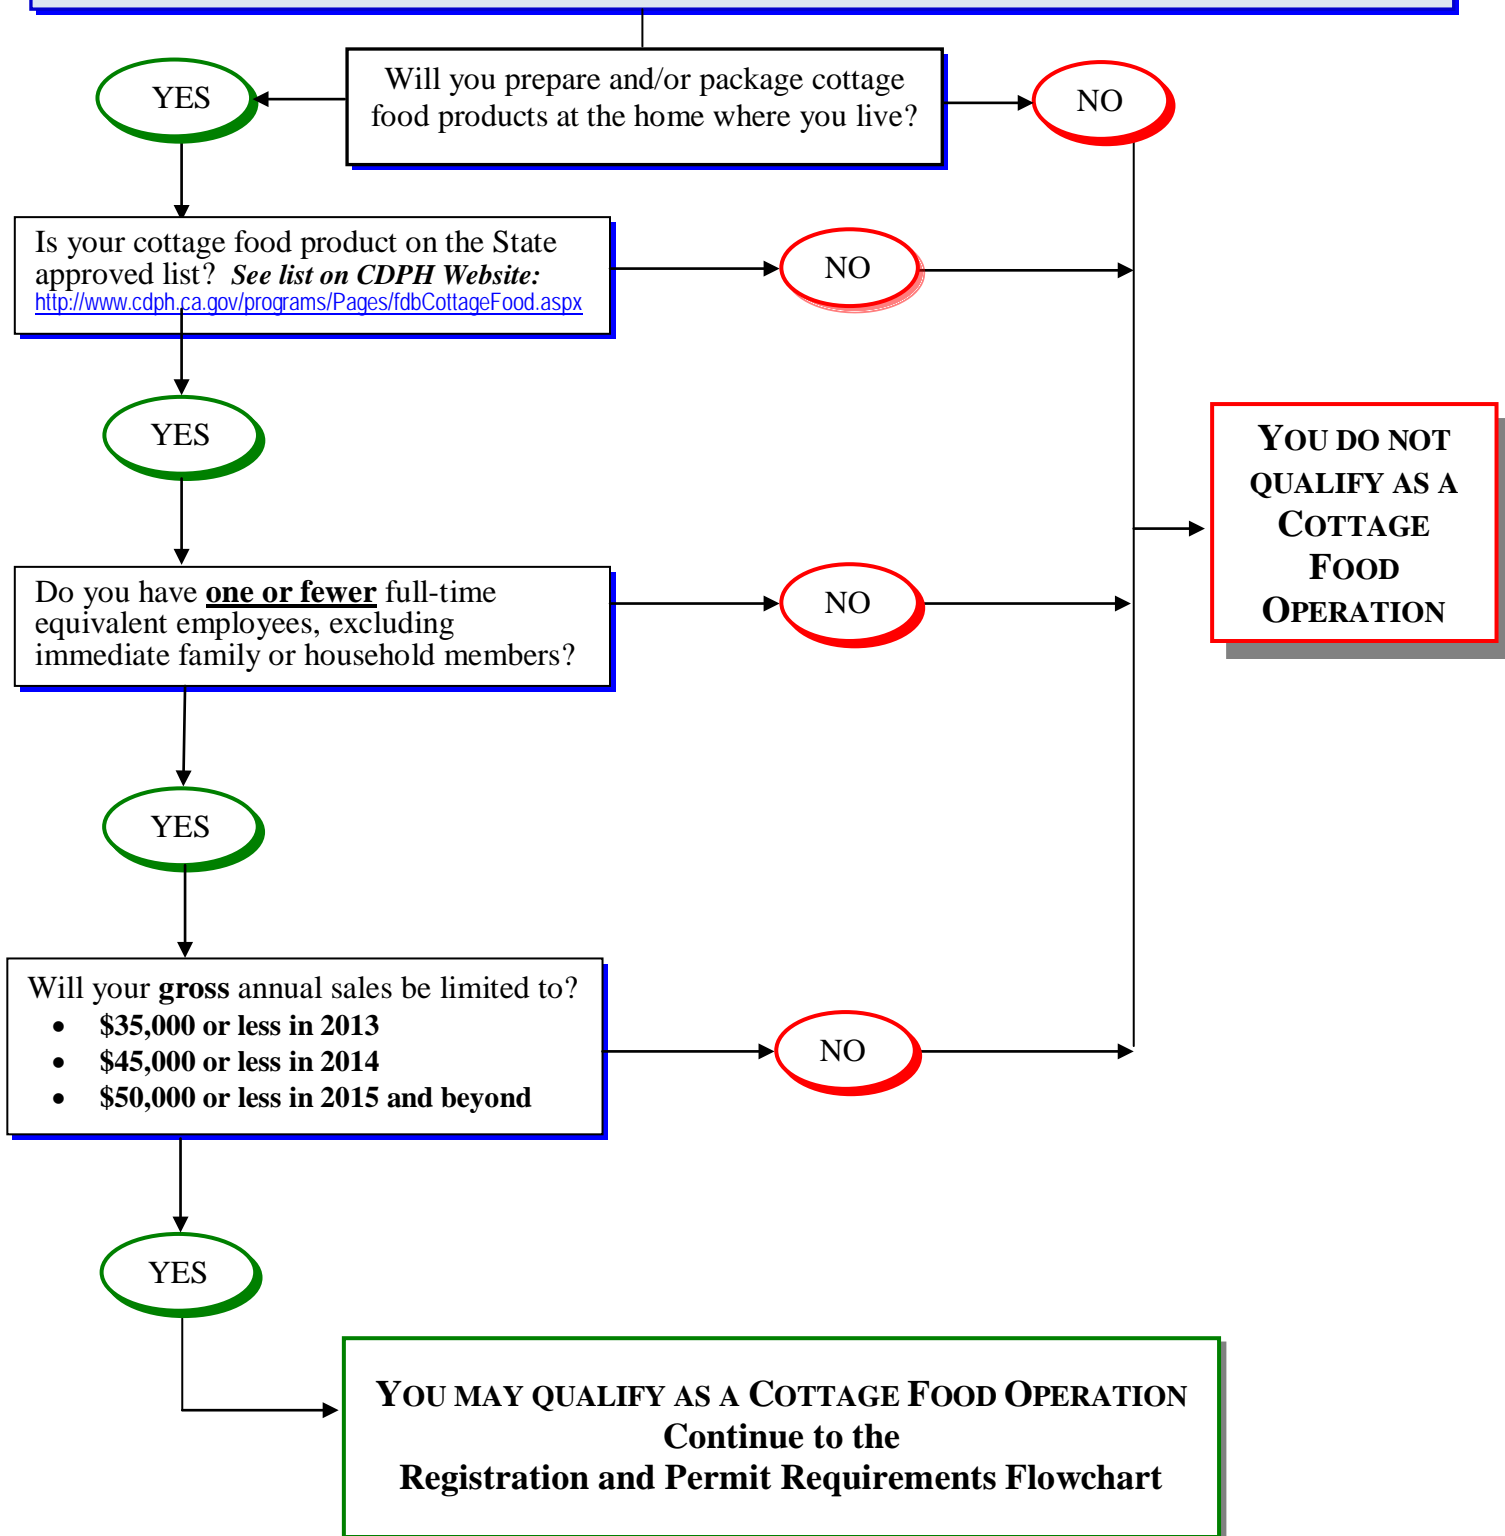 Will you prepare and/or package cottage
food products at the home where you live?
YES
NO
Is your cottage food product on the State
approved list? See list on CDPH Website:
http://www.cdph.ca.gov/programs/Pages/fdbCottageFood.aspx
NO
YES
YOU DO NOT
QUALIFY AS A
COTTAGE
FOOD
OPERATION
Do you have one or fewer full-time
equivalent employees, excluding
immediate family or household members?
NO
YES
Will your gross annual sales be limited to?
• $35,000 or less in 2013
• $45,000 or less in 2014
• $50,000 or less in 2015 and beyond
NO
YES
YOU MAY QUALIFY AS A COTTAGE FOOD OPERATION
Continue to the
Registration and Permit Requirements Flowchart